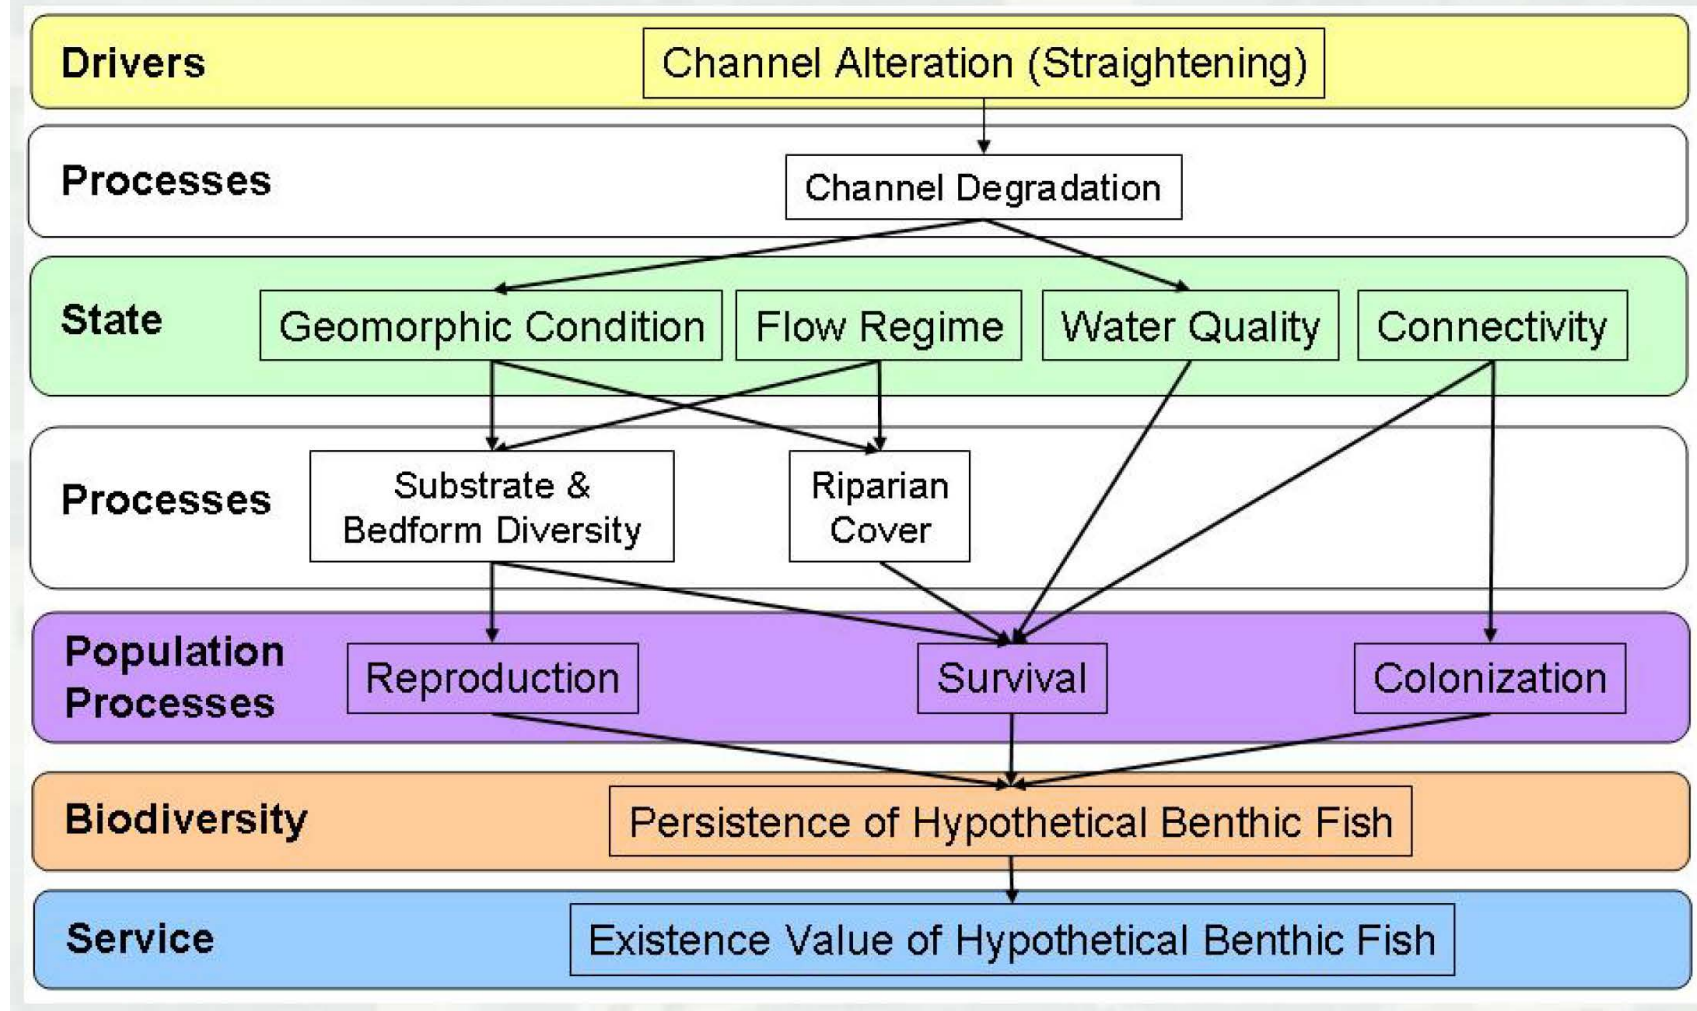 Drivers
Channel Alteration (Straightening)
Processes
Channel Degradation
State
Geomorphic Condition
Flow Regime
Water Quality
Connectivity
Processes
Substrate &
Bedform Diversity
Riparian
Cover
Population
Processes
Reproduction
Survival
Colonization
Biodiversity
Persistence of Hypothetical Benthic Fish
Service
Existence Value of Hypothetical Benthic Fish